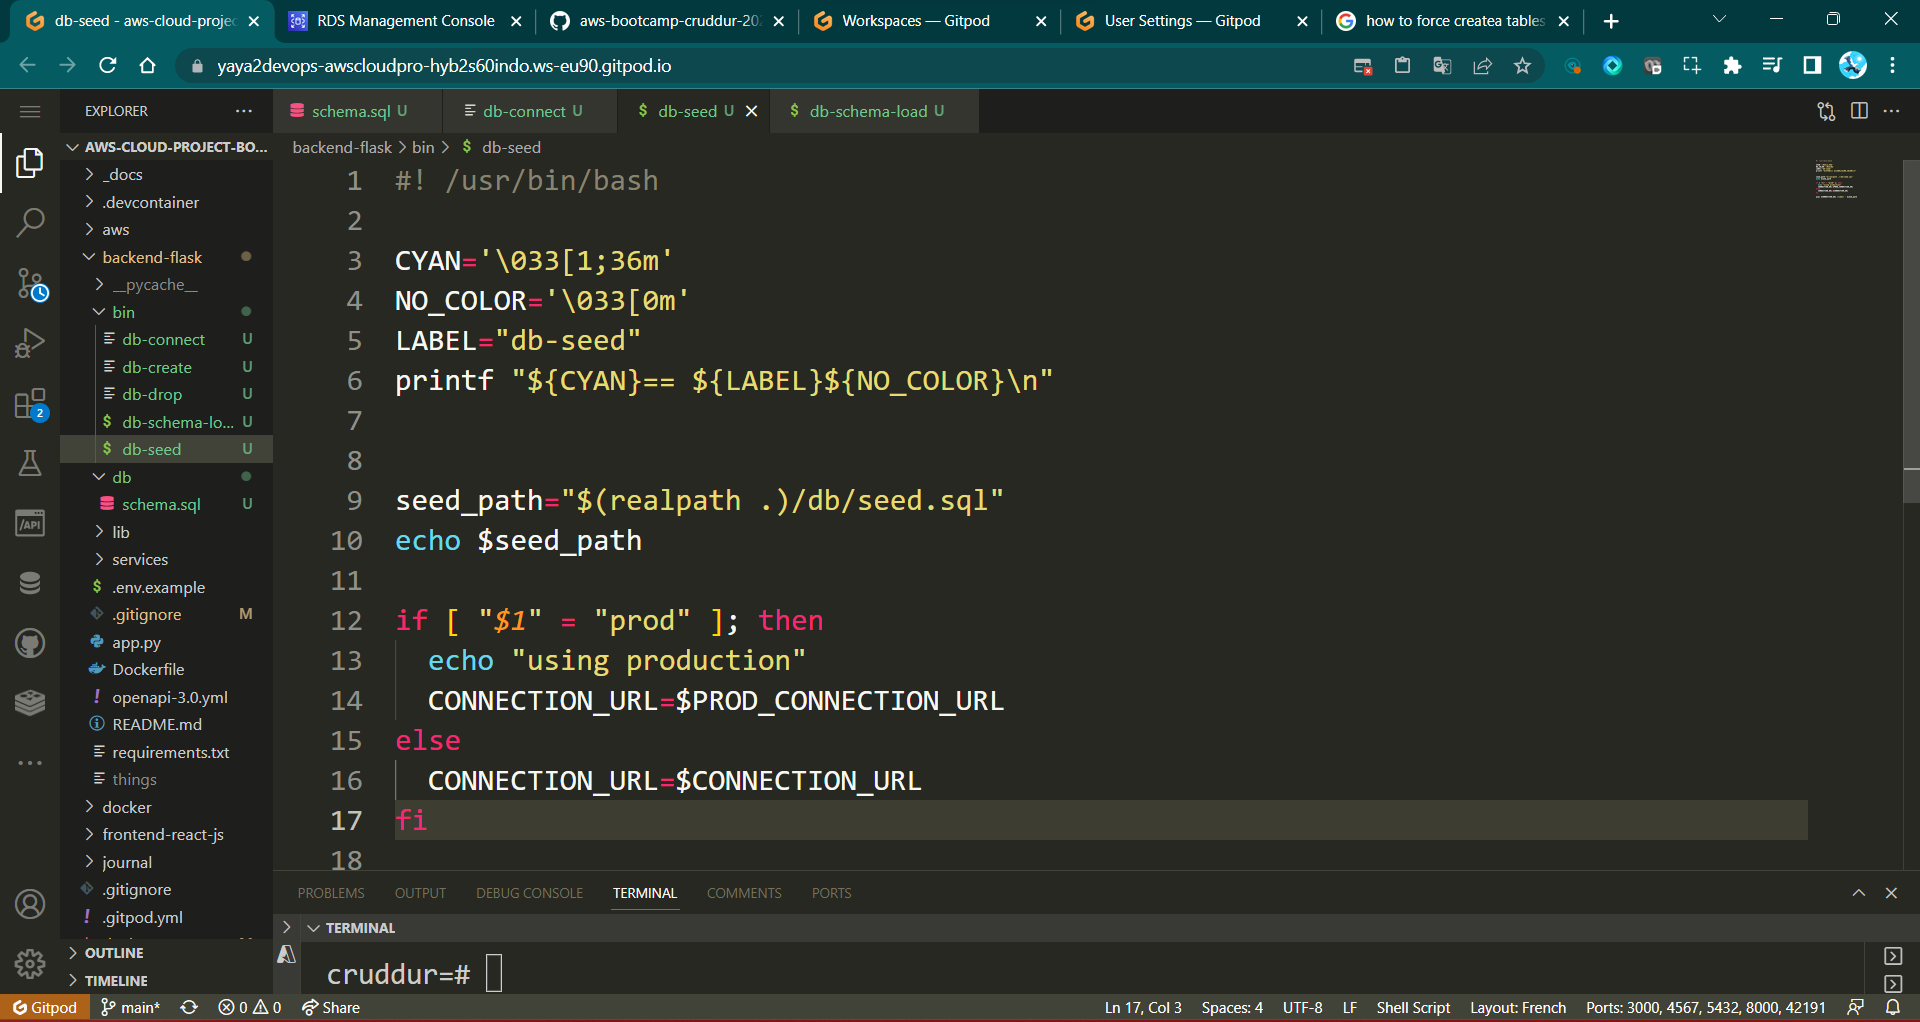 db-seed - aws-cloud-projec
RDS Management Console
aws-bootcamp-cruddur-202
Workspaces — Gitpod
User Settings — Gitpod
how to force createa tables
yaya2devops-awscloudpro-hyb2s60indo.ws-eu90.gitpod.io
EXPLORER
schema.sql U
db-connect U
$ db-seed U
$ db-schema-load U
AWS-CLOUD-PROJECT-BO...
backend-flask > bin > $ db-seed
_docs
.devcontainer
aws
backend-flask
__pycache__
bin
db-connect U
db-create U
db-drop U
$ db-schema-lo... U
$ db-seed U
db
schema.sql U
lib
services
$ .env.example
.gitignore M
app.py
Dockerfile
! openapi-3.0.yml
README.md
requirements.txt
things
docker
frontend-react-js
journal
.gitignore
! .gitpod.yml
OUTLINE
TIMELINE
/API
2
1 #! /usr/bin/bash
2
3 CYAN='\033[1;36m'
4 NO_COLOR='\033[0m'
5 LABEL="db-seed"
6 printf "${CYAN}== ${LABEL}${NO_COLOR}\n"
7
8
9 seed_path="$(realpath .)/db/seed.sql"
10 echo $seed_path
11
12 if [ "$1" = "prod" ]; then
13 echo "using production"
14 CONNECTION_URL=$PROD_CONNECTION_URL
15 else
16 CONNECTION_URL=$CONNECTION_URL
17 fi
18
PROBLEMS OUTPUT DEBUG CONSOLE TERMINAL COMMENTS PORTS
TERMINAL
cruddur=#
Gitpod main* 0 0 Share
Ln 17, Col 3 Spaces: 4 UTF-8 LF Shell Script Layout: French Ports: 3000, 4567, 5432, 8000, 42191